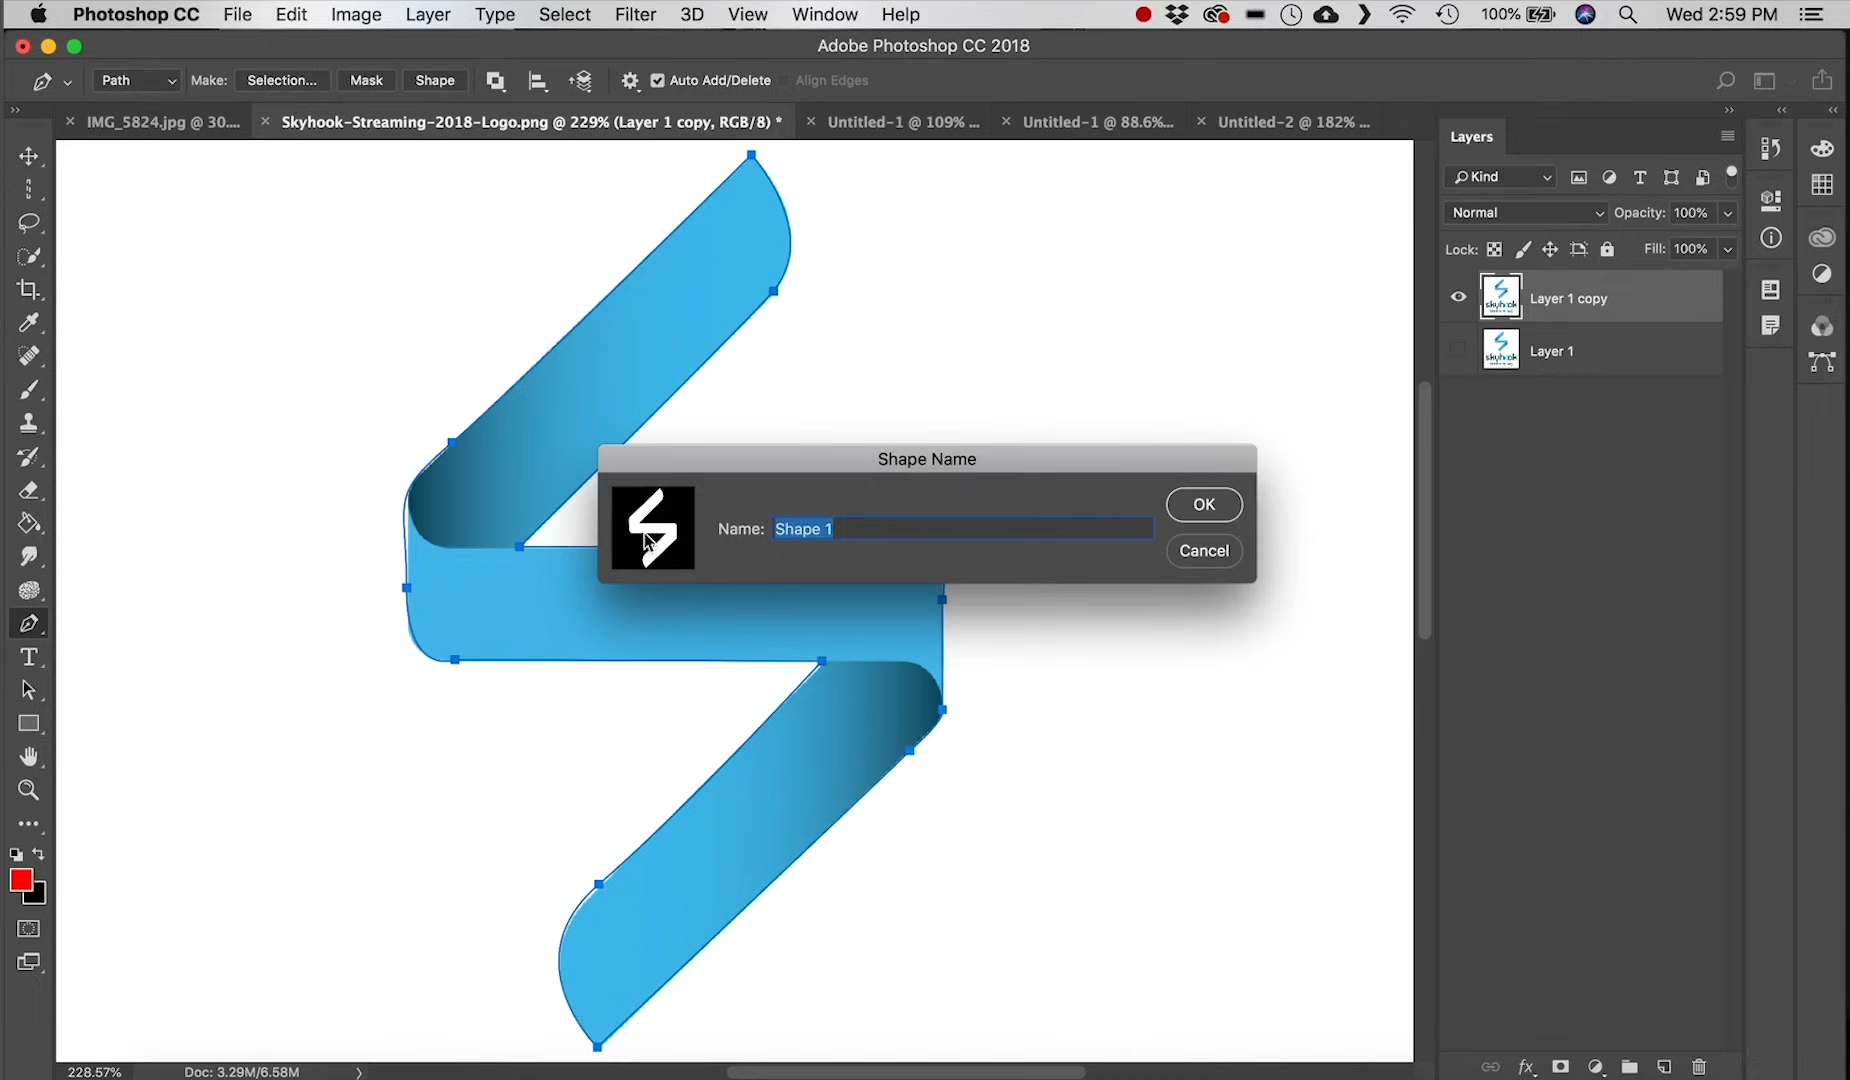 Photoshop CC File Edit Image Layer Type Select Filter 3D View Window Help 100% Wed 2:59 PM
Adobe Photoshop CC 2018
Path Make: Selection... Mask Shape Auto Add/Delete Align Edges
IMG_5824.jpg @ 30.... Skyhook-Streaming-2018-Logo.png @ 229% (Layer 1 copy, RGB/8) * Untitled-1 @ 109% ... Untitled-1 @ 88.6%... Untitled-2 @ 182% ...
Layers
Kind
Normal Opacity: 100%
Lock: Fill: 100%
skyhook
Layer 1 copy
skyhook
Layer 1
Shape Name
Name: Shape 1
OK
Cancel
228.57% Doc: 3.29M/6.58M